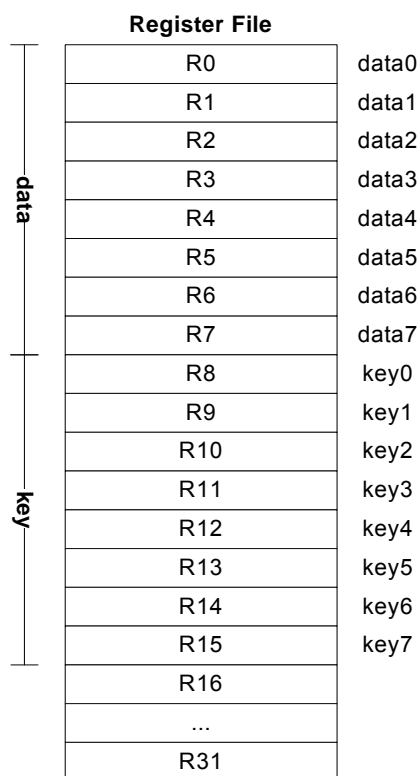 Register File
R0 data0
R1 data1
R2 data2
R3 data3
R4 data4
R5 data5
R6 data6
R7 data7
data
R8 key0
R9 key1
R10 key2
R11 key3
R12 key4
R13 key5
R14 key6
R15 key7
key
R16
...
R31